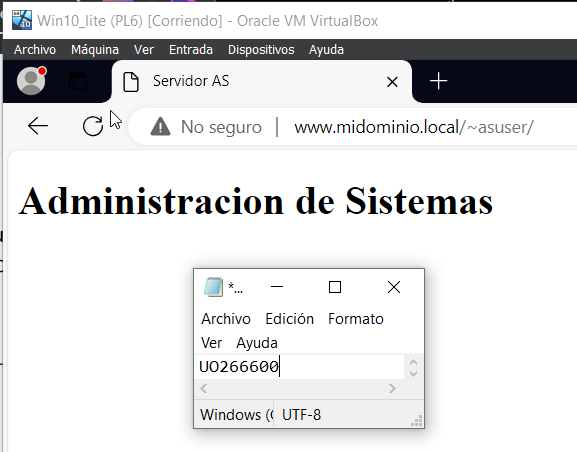 Win10_lite (PL6) [Corriendo] - Oracle VM VirtualBox
Archivo Máquina Ver Entrada Dispositivos Ayuda
Servidor AS
No seguro | www.midominio.local/~asuser/
Administracion de Sistemas
*...
Archivo Edición Formato
Ver Ayuda
UO266600
Windows (C UTF-8